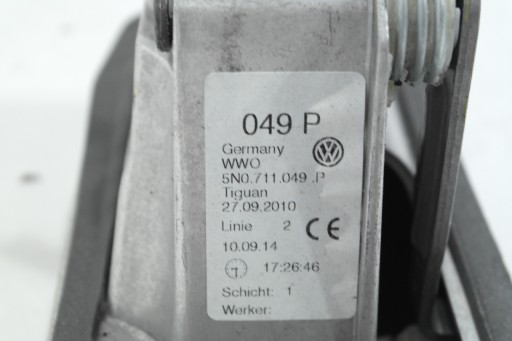 049 P
Germany
WWO
5N0.711.049 .P
Tiguan
27.09.2010
Linie 2 CE
10.09.14
17:26:46
Schicht: 1
Werker: